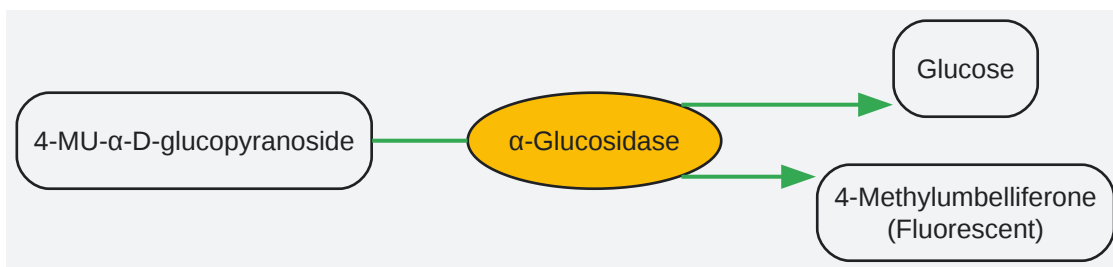 Glucose
4-MU-α-D-glucopyranoside
α-Glucosidase
4-Methylumbelliferone
(Fluorescent)